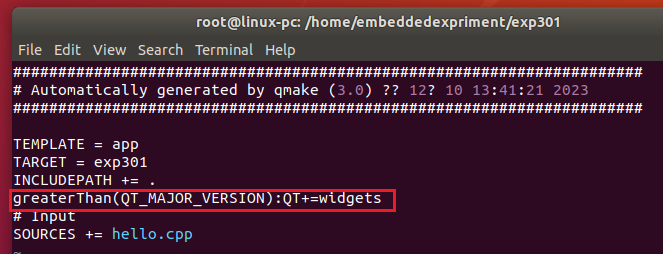 root@linux-pc: /home/embeddedexpriment/exp301
File Edit View Search Terminal Help
######################################################################
# Automatically generated by qmake (3.0) ?? 12? 10 13:41:21 2023
######################################################################
TEMPLATE = app
TARGET = exp301
INCLUDEPATH += .
greaterThan(QT_MAJOR_VERSION):QT+=widgets
# Input
SOURCES += hello.cpp
~